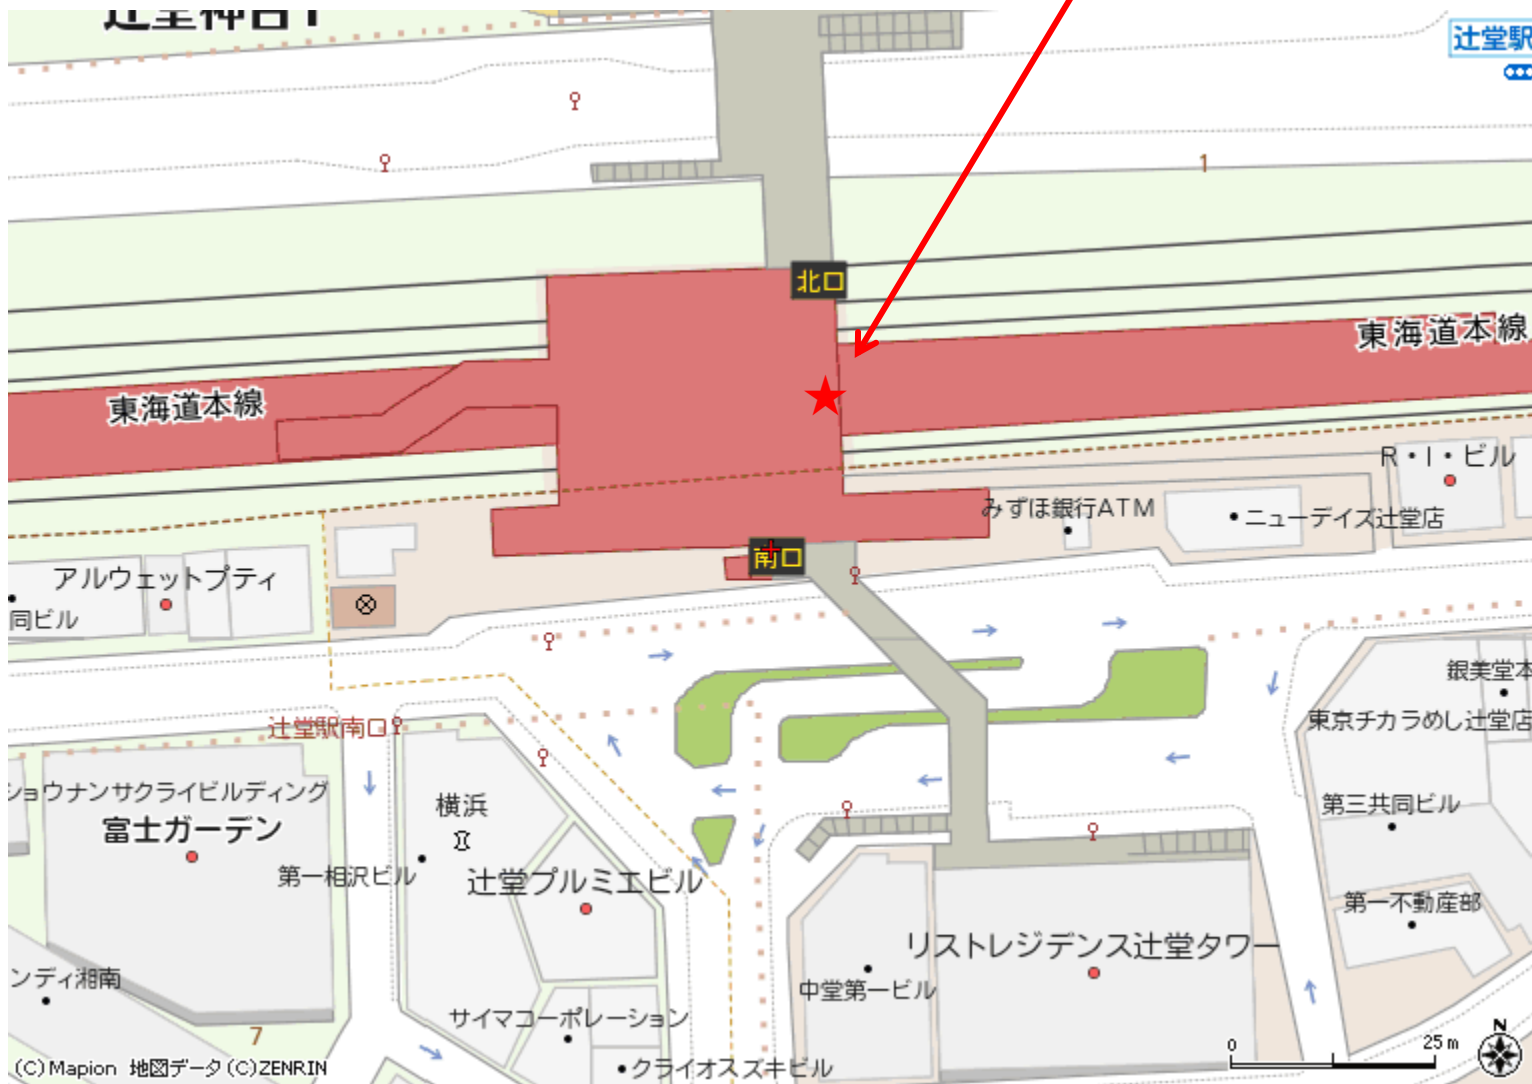 辻堂神台1
辻堂駅
1
北口
東海道本線
東海道本線
R・I・ビル
みずほ銀行ATM
ニューデイズ辻堂店
南口
アルウェットプティ
同ビル
銀美堂本
辻堂駅南口
東京チカラめし辻堂店
ショウナンサクライビルディング
富士ガーデン
横浜
第三共同ビル
第一相沢ビル
辻堂プルミエビル
第一不動産部
リストレジデンス辻堂タワー
ンディ湘南
中堂第一ビル
サイマコーポレーション
7
N
0
25m
(C)Mapion 地図データ(C)ZENRIN
クライオスズキビル